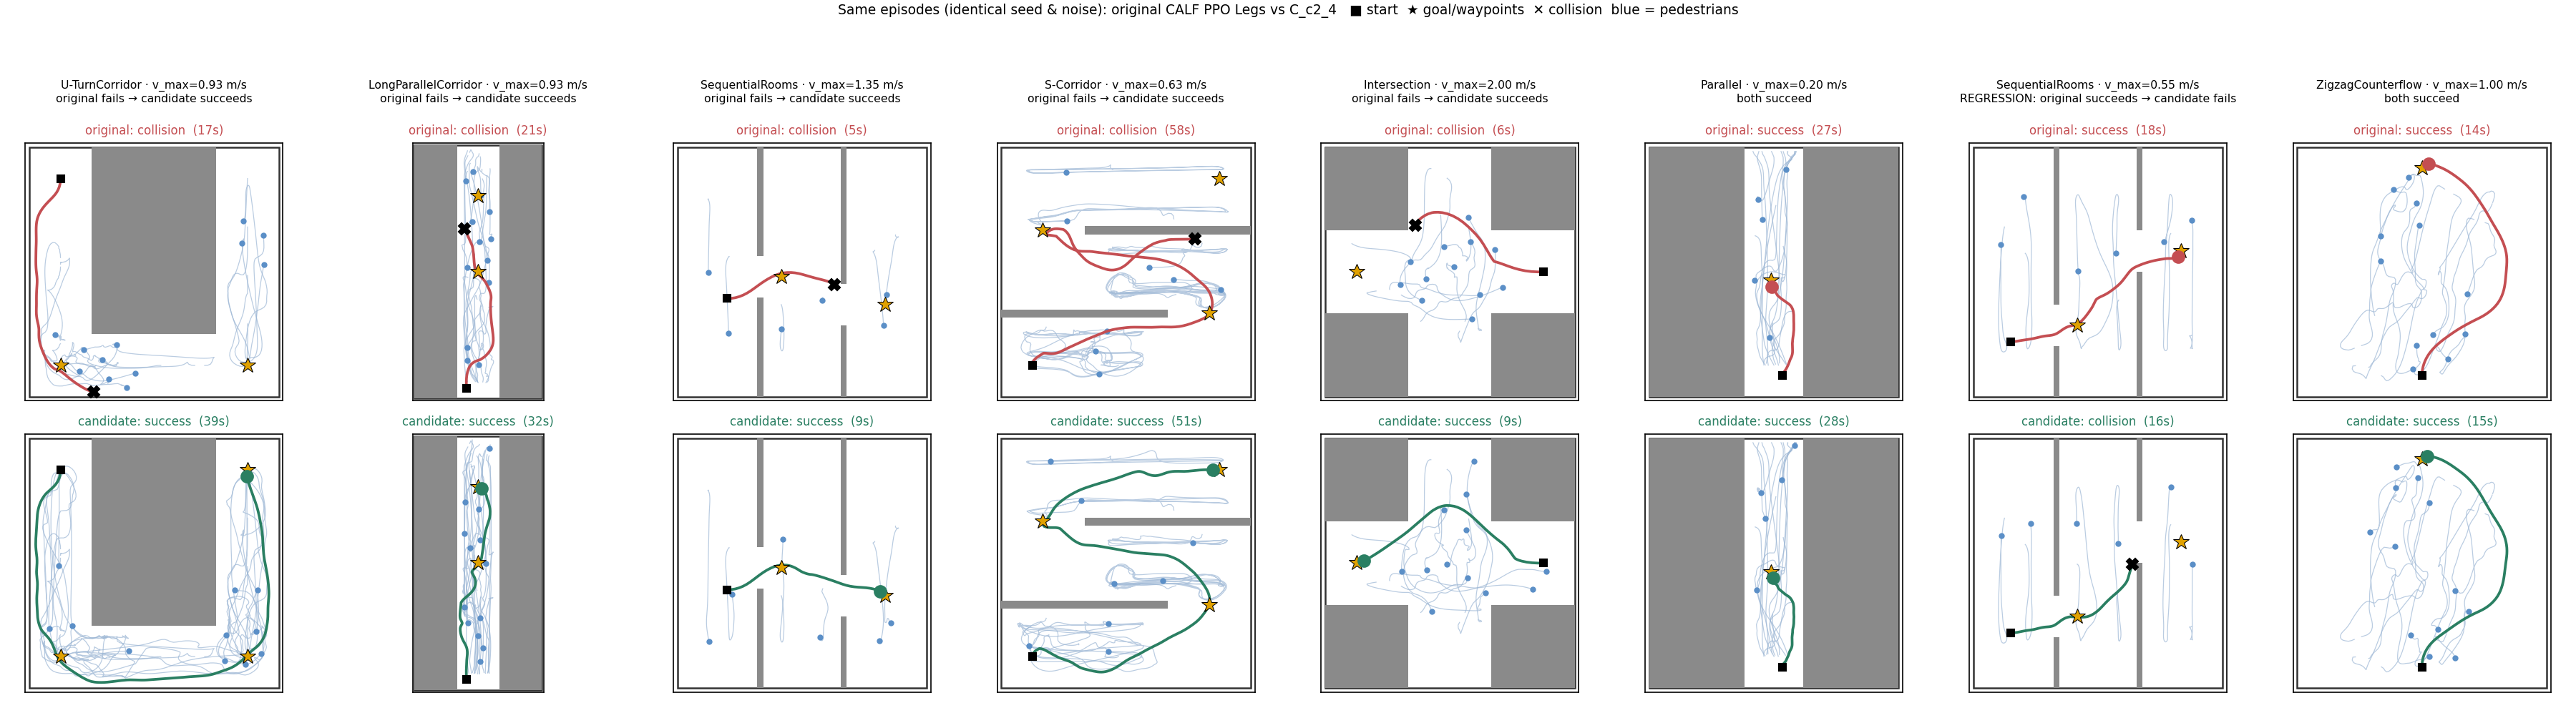 Same episodes (identical seed & noise): original CALF PPO Legs vs C_c2_4 ■ start ★ goal/waypoints ✕ collision blue = pedestrians
U-TurnCorridor · v_max=0.93 m/s
original fails → candidate succeeds
original: collision (17s)
LongParallelCorridor · v_max=0.93 m/s
original fails → candidate succeeds
original: collision (21s)
SequentialRooms · v_max=1.35 m/s
original fails → candidate succeeds
original: collision (5s)
S-Corridor · v_max=0.63 m/s
original fails → candidate succeeds
original: collision (58s)
Intersection · v_max=2.00 m/s
original fails → candidate succeeds
original: collision (6s)
Parallel · v_max=0.20 m/s
both succeed
original: success (27s)
SequentialRooms · v_max=0.55 m/s
REGRESSION: original succeeds → candidate fails
original: success (18s)
ZigzagCounterflow · v_max=1.00 m/s
both succeed
original: success (14s)
candidate: success (39s)
candidate: success (32s)
candidate: success (9s)
candidate: success (51s)
candidate: success (9s)
candidate: success (28s)
candidate: collision (16s)
candidate: success (15s)